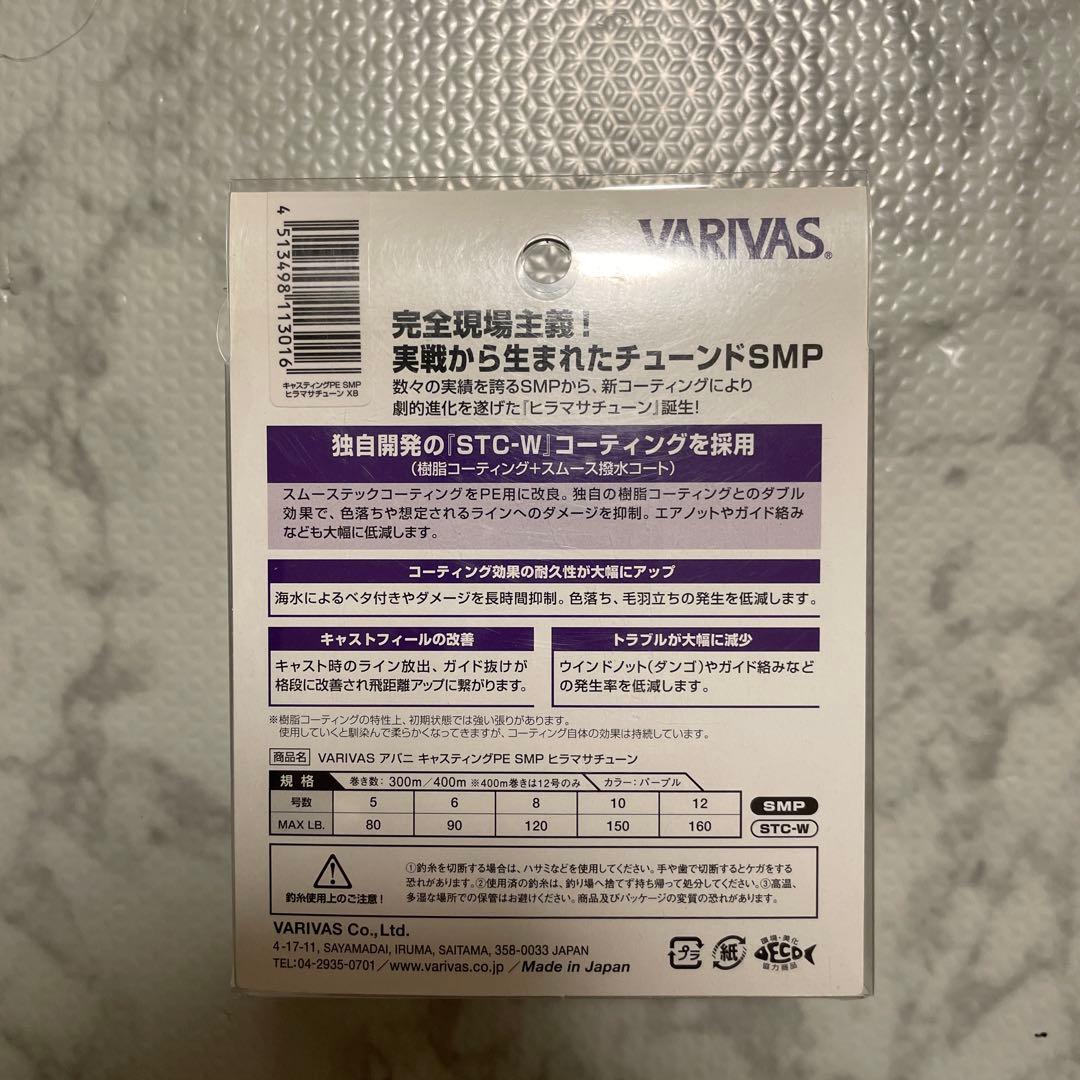 4 513498 113016
キャスティングPE SMP
ヒラマサチューン X8
VARIVAS®
完全現場主義!
実戦から生まれたチューンドSMP
数々の実績を誇るSMPから、新コーティングにより
劇的進化を遂げた『ヒラマサチューン』誕生!
独自開発の『STC-W』コーティングを採用
(樹脂コーティング+スムース撥水コート)
スムーステックコーティングをPE用に改良。独自の樹脂コーティングとのダブル
効果で、色落ちや想定されるラインへのダメージを抑制。エアノットやガイド絡み
なども大幅に低減します。
コーティング効果の耐久性が大幅にアップ
海水によるベタ付きやダメージを長時間抑制。色落ち、毛羽立ちの発生を低減します。
キャストフィールの改善
キャスト時のライン放出、ガイド抜けが
格段に改善され飛距離アップに繋がります。
トラブルが大幅に減少
ウインドノット(ダンゴ)やガイド絡みなど
の発生率を低減します。
※樹脂コーティングの特性上、初期状態では強い張りがあります。
使用していくと馴染んで柔らかくなってきますが、コーティング自体の効果は持続しています。
商品名 VARIVAS アバニ キャスティングPE SMP ヒラマサチューン
規格 巻き数:300m/400m ※400m巻きは12号のみ カラー:パープル
号数 5 6 8 10 12
MAX LB. 80 90 120 150 160
SMP
STC-W
釣糸使用上のご注意!
①釣糸を切断する場合は、ハサミなどを使用してください。手や歯で切断するとケガをする
恐れがあります。②使用済の釣糸は、釣り場へ捨てず持ち帰って処分してください。③高温、
多湿な場所での保管はお避けください。商品及びパッケージの変質の恐れがあります。
VARIVAS Co.,Ltd.
4-17-11, SAYAMADAI, IRUMA, SAITAMA, 358-0033 JAPAN
TEL:04-2935-0701/www.varivas.co.jp/Made in Japan
プラ
紙
環境・美化
ECO
協力商品